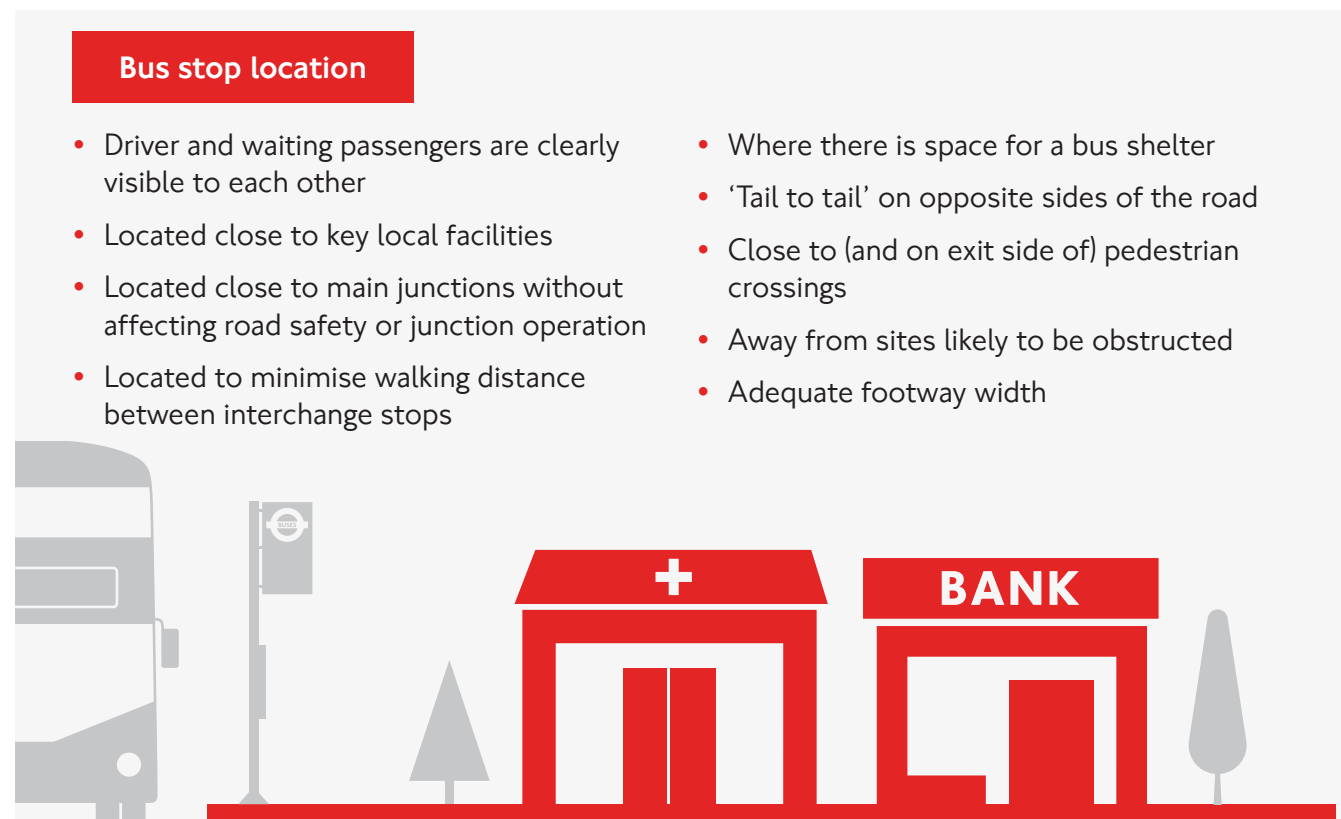 Bus stop location
• Driver and waiting passengers are clearly
visible to each other
• Located close to key local facilities
• Located close to main junctions without
affecting road safety or junction operation
• Located to minimise walking distance
between interchange stops
• Where there is space for a bus shelter
• ‘Tail to tail’ on opposite sides of the road
• Close to (and on exit side of) pedestrian
crossings
• Away from sites likely to be obstructed
• Adequate footway width
BUSES
BANK